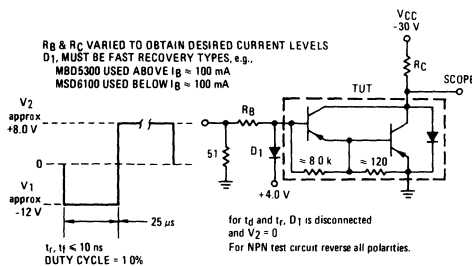 RB & RC VARIED TO OBTAIN DESIRED CURRENT LEVELS
D1, MUST BE FAST RECOVERY TYPES, e.g.,
MBD5300 USED ABOVE IB ≈ 100 mA
MSD6100 USED BELOW IB ≈ 100 mA
VCC
-30 V
RC
SCOPE
TUT
V2
approx
+8.0 V
RB
51
D1
≈ 8.0 k
≈ 120
0
V1
approx
-12 V
+4.0 V
25 µs
for td and tr, D1 is disconnected
and V2 = 0
For NPN test circuit reverse all polarities.
tr, tf ≤ 10 ns
DUTY CYCLE = 1.0%